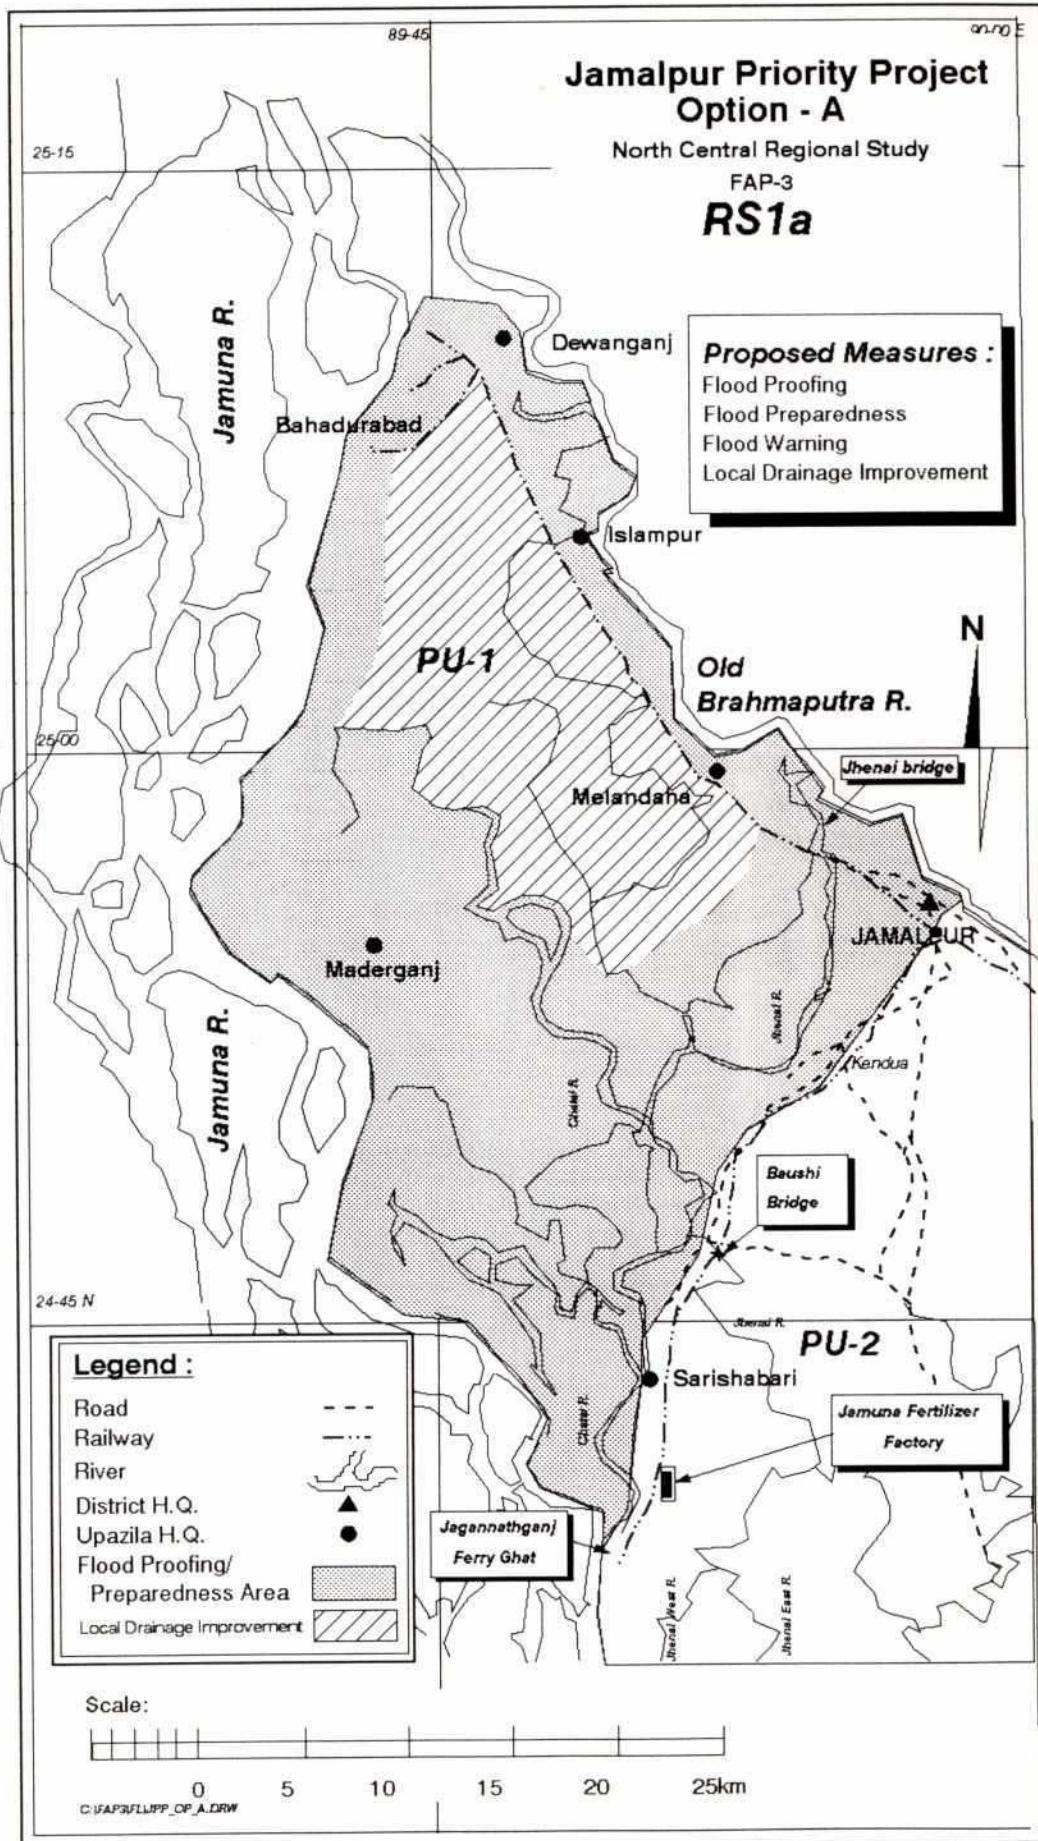 89-45
90-00 E
Jamalpur Priority Project
Option - A
North Central Regional Study
FAP-3
RS1a
25-15
Jamuna R.
Dewanganj
Proposed Measures :
Flood Proofing
Flood Preparedness
Flood Warning
Local Drainage Improvement
Bahadurabad
Islampur
N
PU-1
Old
Brahmaputra R.
25-00
Jhenai bridge
Melandaha
JAMALPUR
Maderganj
Jhenai R.
Jamuna R.
Kendua
Chatal R.
Baushi
Bridge
24-45 N
Jhenai R.
PU-2
Legend :
Road
Railway
River
District H.Q.
Upazila H.Q.
Flood Proofing/
Preparedness Area
Local Drainage Improvement
Sarishabari
Chatal R.
Jamuna Fertilizer
Factory
Jagannathganj
Ferry Ghat
Jhenai West R.
Jhenai East R.
Scale:
0 5 10 15 20 25km